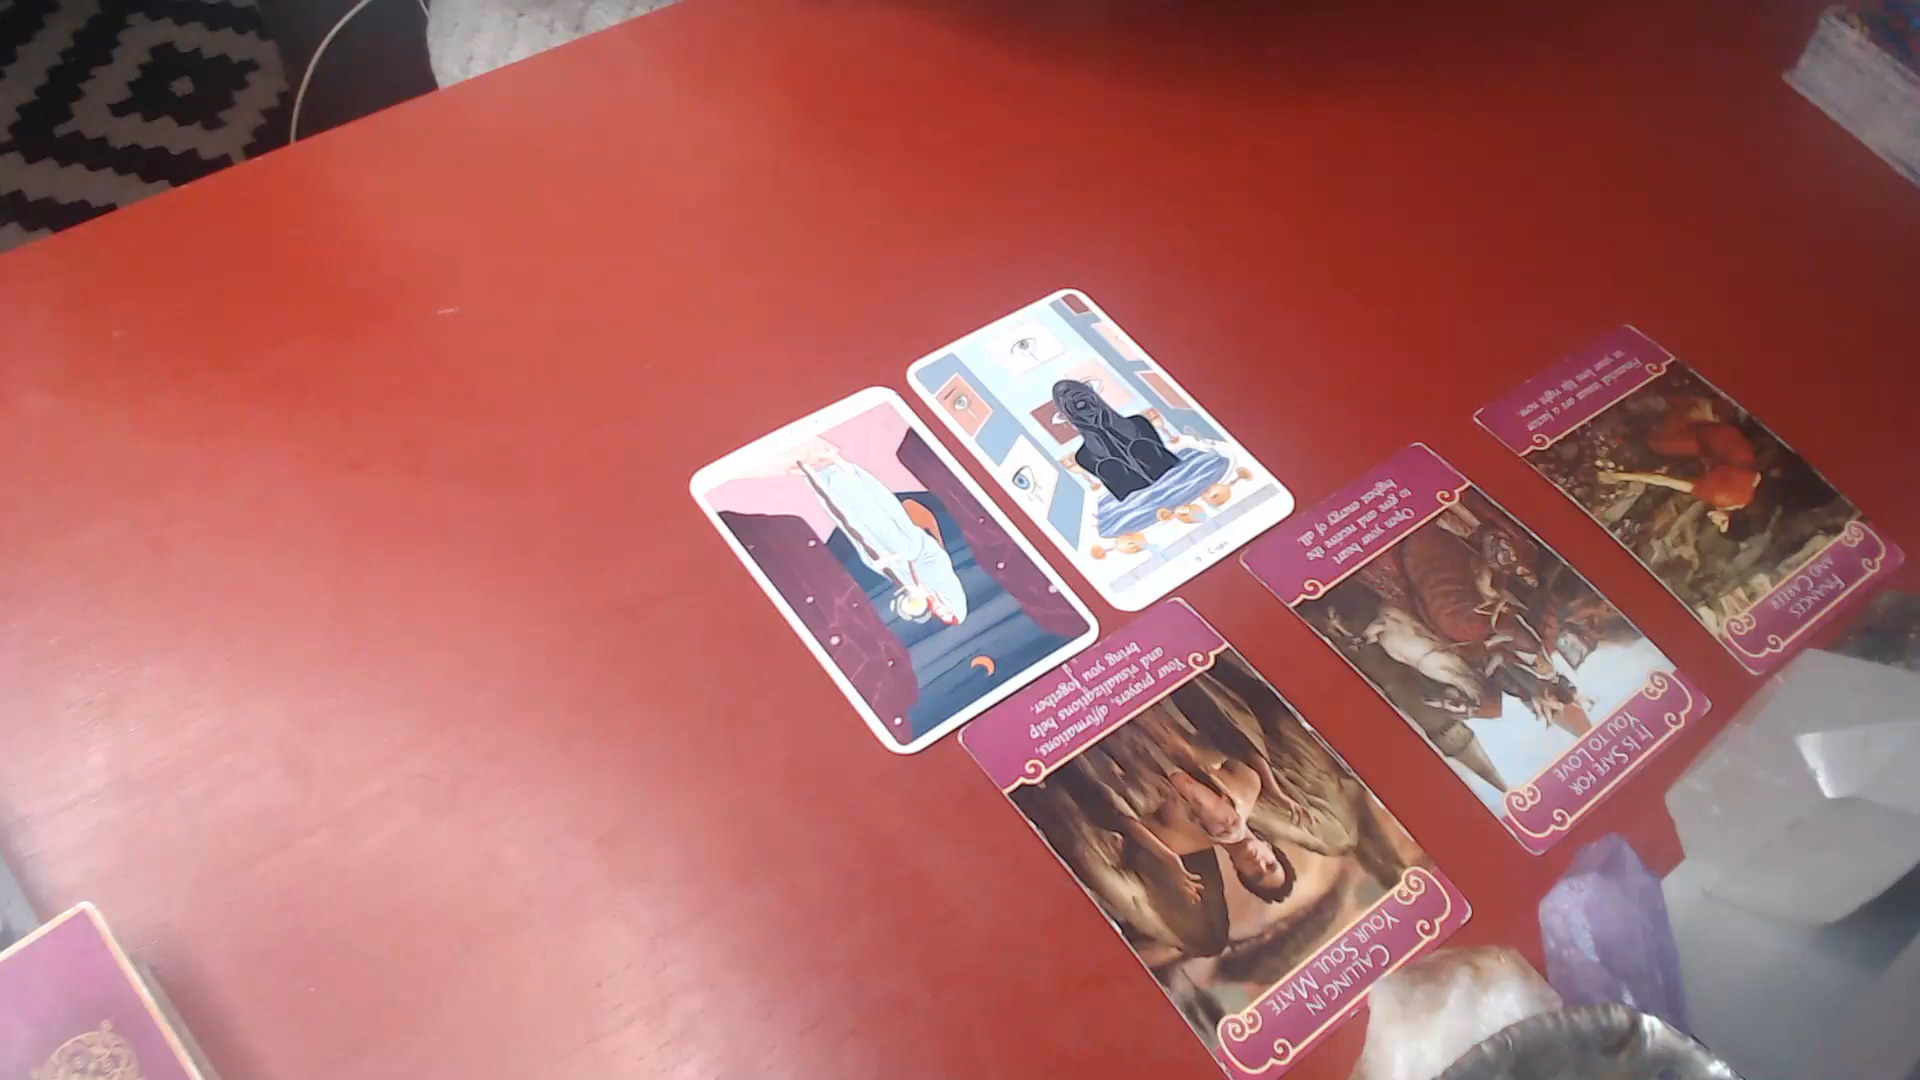 CALLING IN
YOUR SOUL MATE
Your prayers, affirmations,
and visualizations help
bring you together.
IT IS SAFE FOR
YOU TO LOVE
Open your heart
to give and receive the
highest energy of all.
FINANCES
AND CAREER
Financial issues are a factor
in your love life right now.
5 Cups